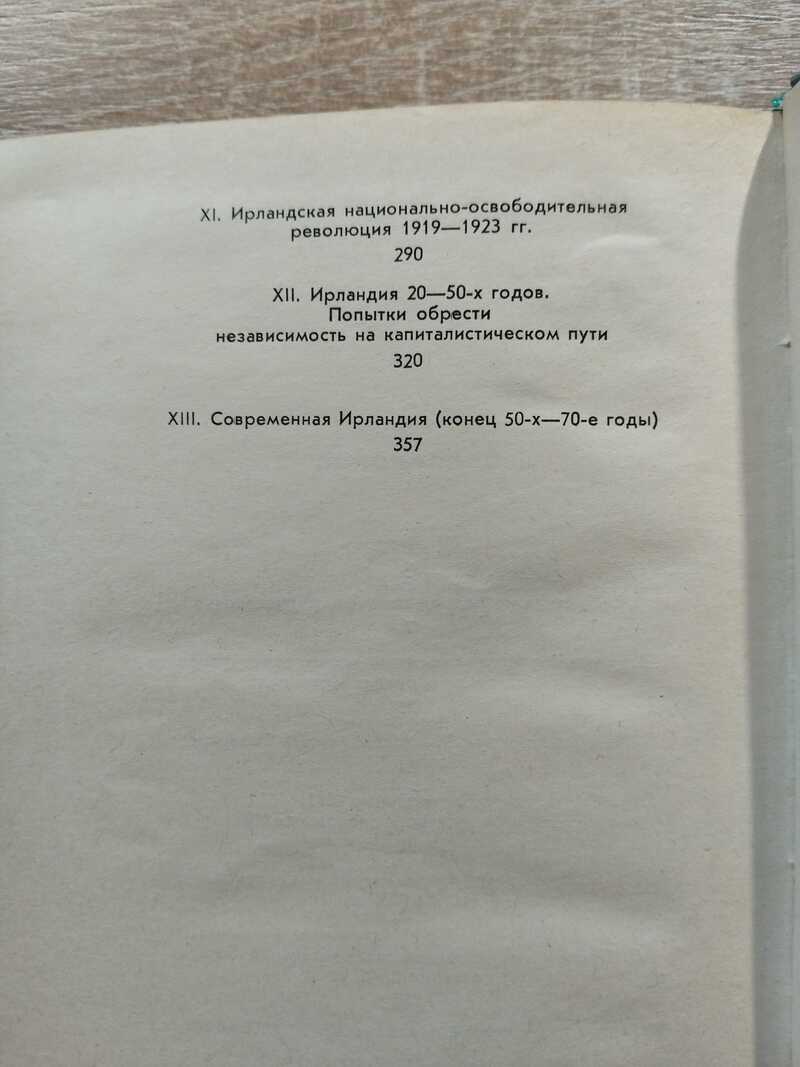 XI. Ирландская национально-освободительная
революция 1919—1923 гг.
290
XII. Ирландия 20—50-х годов.
Попытки обрести
независимость на капиталистическом пути
320
XIII. Современная Ирландия (конец 50-х—70-е годы)
357